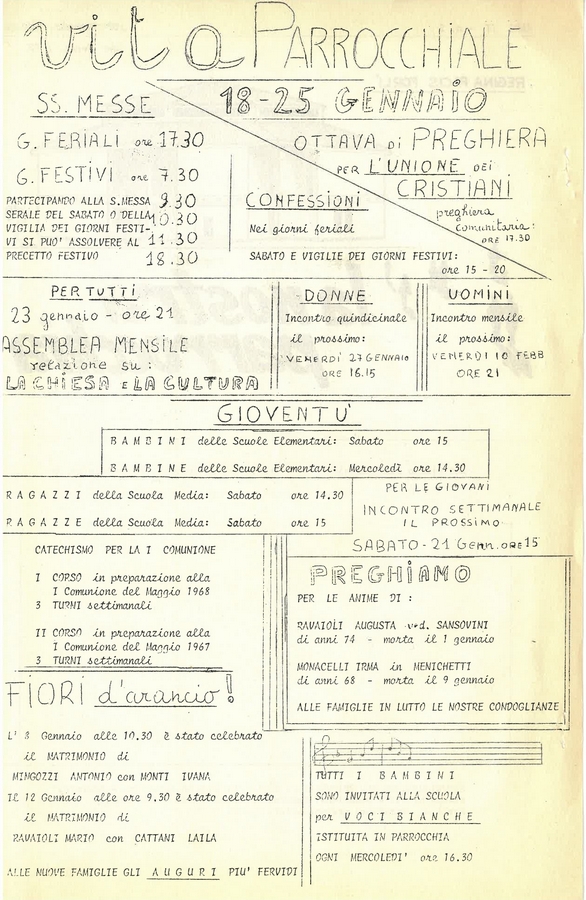 vita PARROCCHIALE
SS. MESSE
18-25 GENNAIO
G. FERIALI ore 17.30
G. FESTIVI ore 7.30
9.30
10.30
11.30
18.30
PARTECIPANDO ALLA S.MESSA
SERALE DEL SABATO O DELLA
VIGILIA DEI GIORNI FESTI-
VI SI PUO' ASSOLVERE AL
PRECETTO FESTIVO
OTTAVA di PREGHIERA
PER L'UNIONE DEI
CRISTIANI
preghiera
comunitaria:
ORE 17.30
CONFESSIONI
Nei giorni feriali
SABATO E VIGILIE DEI GIORNI FESTIVI:
ore 15 - 20
PER TUTTI
23 gennaio - ore 21
ASSEMBLEA MENSILE
relazione su:
LA CHIESA E LA CULTURA
DONNE
Incontro quindicinale
il prossimo:
VENERDI' 27 GENNAIO
ORE 16.15
UOMINI
Incontro mensile
il prossimo:
VENERDI 10 FEBB
ORE 21
GIOVENTU'
BAMBINI delle Scuole Elementari: Sabato ore 15
BAMBINE delle Scuole Elementari: Mercoledì ore 14.30
RAGAZZI della Scuola Media: Sabato ore 14.30
RAGAZZE della Scuola Media: Sabato ore 15
PER LE GIOVANI
INCONTRO SETTIMANALE
IL PROSSIMO
SABATO - 21 Genn. ore 15
CATECHISMO PER LA I COMUNIONE
I CORSO in preparazione alla
I Comunione del Maggio 1968
3 TURNI settimanali
II CORSO in preparazione alla
I Comunione del Maggio 1967
3 TURNI settimanali
PREGHIAMO
PER LE ANIME DI :
RAVAIOLI AUGUSTA ved. SANSOVINI
di anni 74 - morta il 1 gennaio
MONACELLI IRMA in MENICHETTI
di anni 68 - morta il 9 gennaio
ALLE FAMIGLIE IN LUTTO LE NOSTRE CONDOGLIANZE
FIORI d'arancio!
L' 8 Gennaio alle 10.30 è stato celebrato
il MATRIMONIO di
MINGOZZI ANTONIO con MONTI IVANA
Il 12 Gennaio alle ore 9.30 è stato celebrato
il MATRIMONIO di
RAVAIOLI MARIO con CATTANI LAILA
ALLE NUOVE FAMIGLIE GLI AUGURI PIU' FERVIDI
TUTTI I BAMBINI
SONO INVITATI ALLA SCUOLA
per VOCI BIANCHE
ISTITUITA IN PARROCCHIA
OGNI MERCOLEDI' ore 16.30